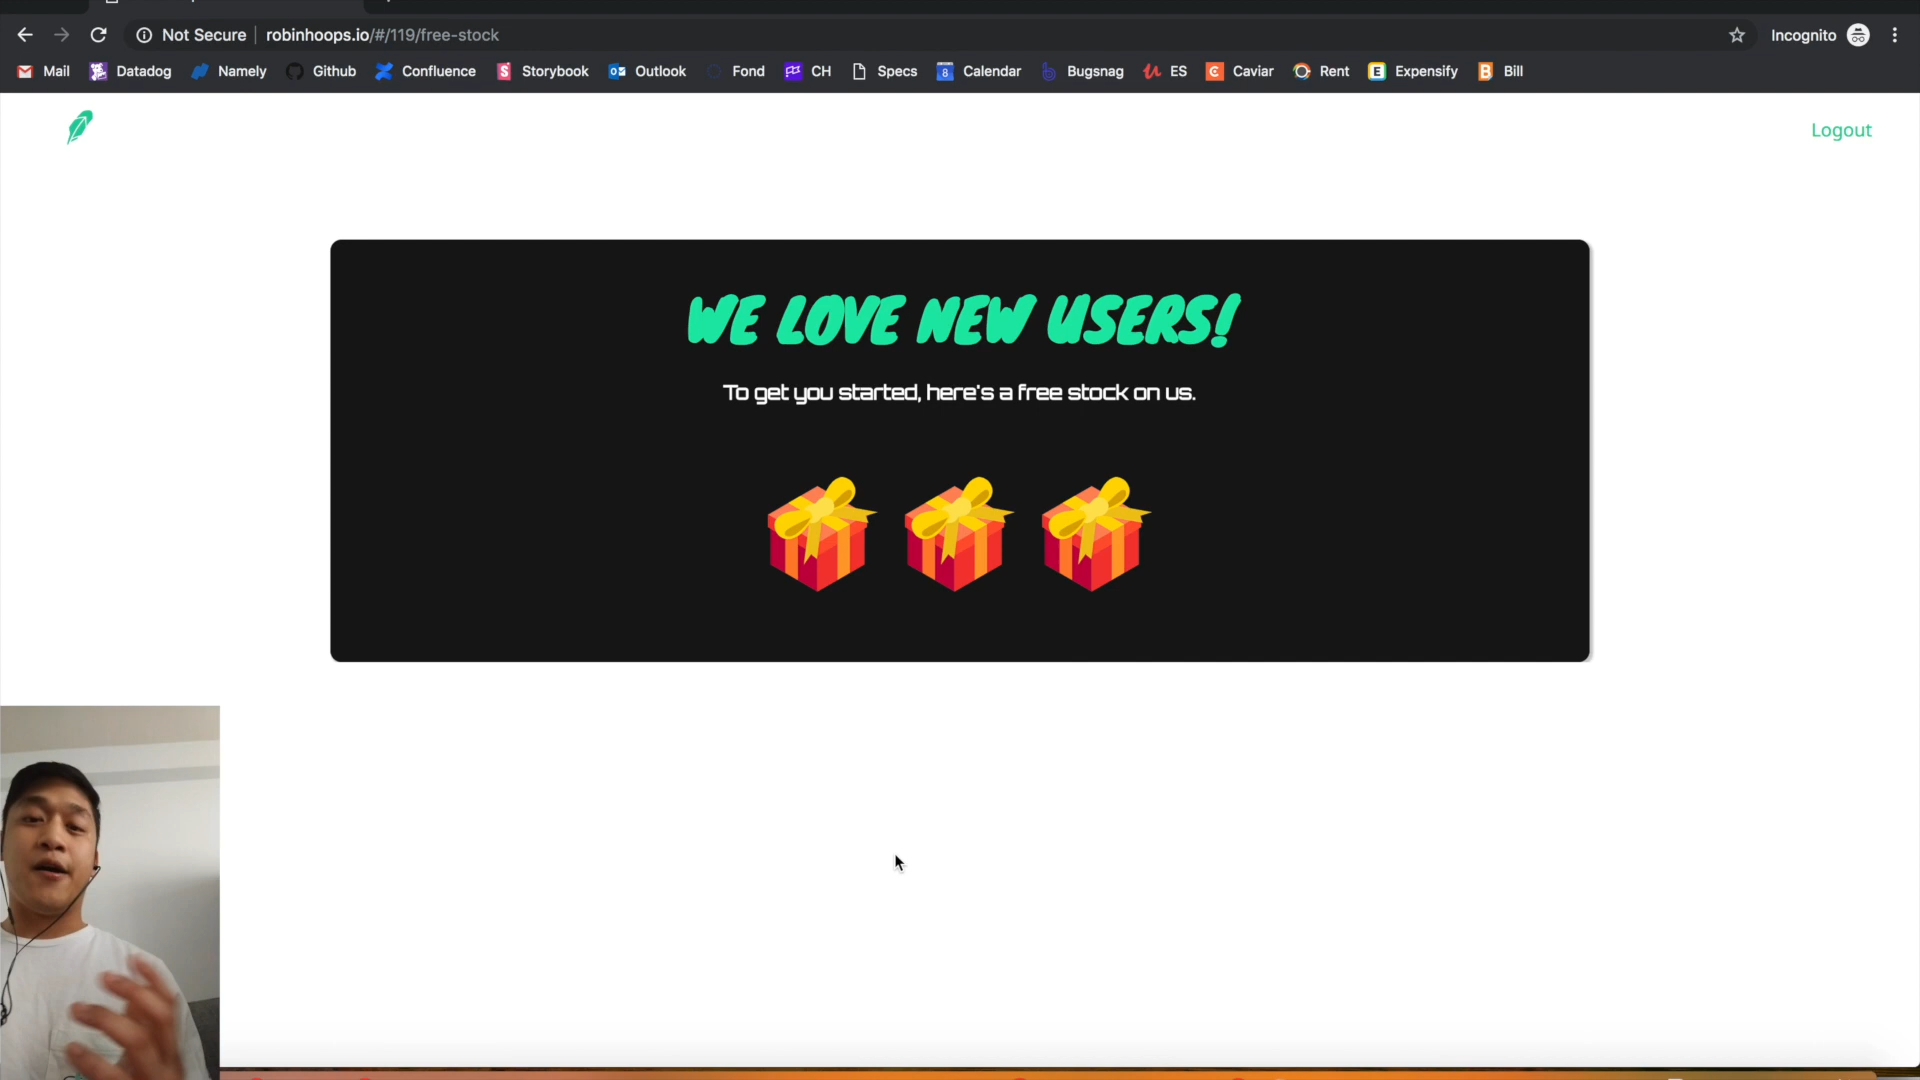 Not Secure robinhoops.io/#/119/free-stock Incognito
Mail Datadog Namely Github Confluence Storybook Outlook Fond CH Specs 8 Calendar Bugsnag ES Caviar Rent Expensify Bill
Logout
WE LOVE NEW USERS!
To get you started, here's a free stock on us.